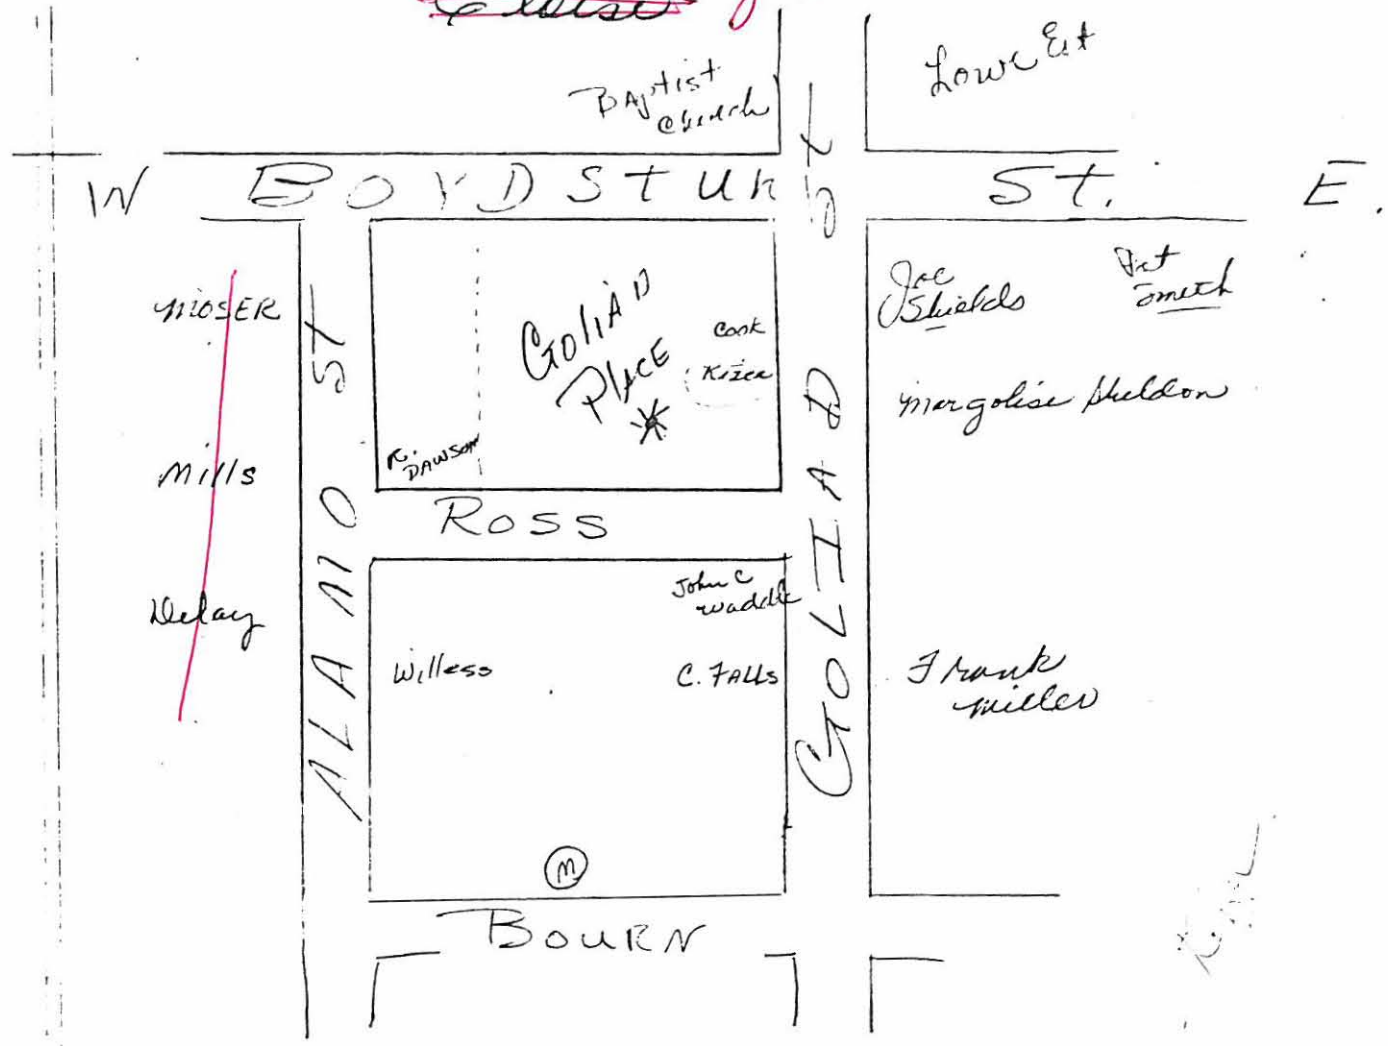 Baptist
Church
Lowe Est
W BOYDSTUN St. E.
MOSER
Mills
Delay
ALAMO ST
GOLIAD
PLACE
Cook
Kizer
R.
DAWSON
ROSS
GOLIAD ST
Joe
Shields
Smith
Margolise Sheldon
John C
Waddle
Willess
C. FALLS
Frank
Miller
M
BOURN